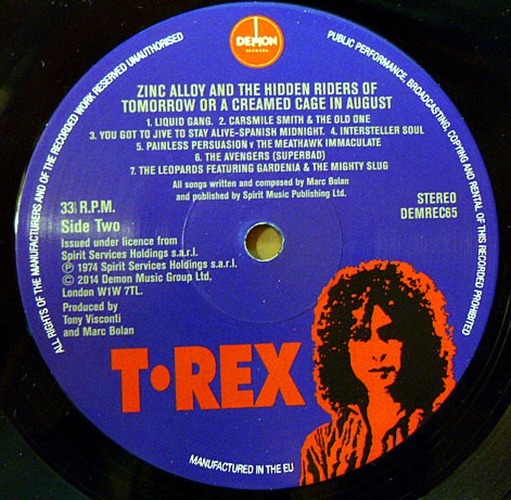 DEMON
RECORDS
ALL RIGHTS OF THE MANUFACTURERS AND OF THE RECORDED WORK RESERVED UNAUTHORISED
PUBLIC PERFORMANCE, BROADCASTING, COPYING AND RENTAL OF THIS RECORDED PROHIBITED
ZINC ALLOY AND THE HIDDEN RIDERS OF
TOMORROW OR A CREAMED CAGE IN AUGUST
1. LIQUID GANG. 2. CARSMILE SMITH & THE OLD ONE
3. YOU GOT TO JIVE TO STAY ALIVE-SPANISH MIDNIGHT. 4. INTERSTELLER SOUL
5. PAINLESS PERSUASION v THE MEATHAWK IMMACULATE
6. THE AVENGERS (SUPERBAD)
7. THE LEOPARDS FEATURING GARDENIA & THE MIGHTY SLUG
All songs written and composed by Marc Bolan
and published by Spirit Music Publishing Ltd.
33⅓ R.P.M.
Side Two
STEREO
DEMREC65
Issued under licence from
Spirit Services Holdings s.a.r.l.
℗ 1974 Spirit Services Holdings s.a.r.l.
© 2014 Demon Music Group Ltd,
London W1W 7TL.
Produced by
Tony Visconti
and Marc Bolan
T•REX
MANUFACTURED IN THE EU